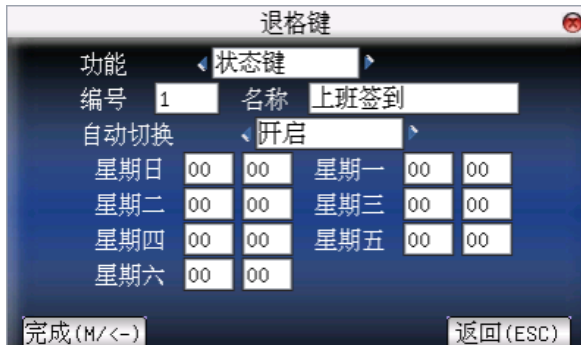 退格键
功能 状态键
编号 1 名称 上班签到
自动切换 开启
星期日 00 00 星期一 00 00
星期二 00 00 星期三 00 00
星期四 00 00 星期五 00 00
星期六 00 00
完成(M/<-) 返回(ESC)